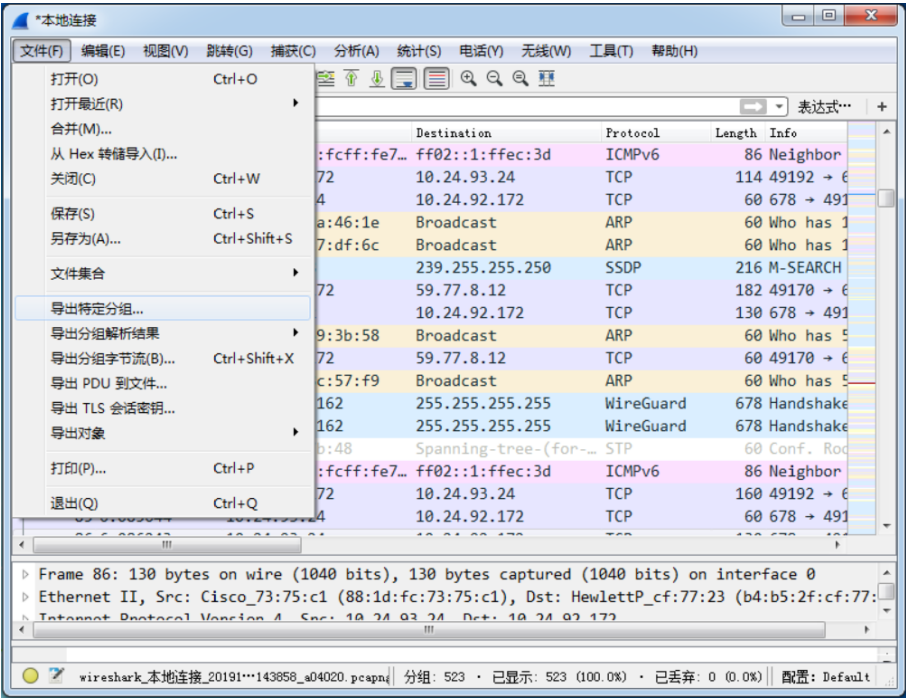 *本地连接
文件(F) 编辑(E) 视图(V) 跳转(G) 捕获(C) 分析(A) 统计(S) 电话(Y) 无线(W) 工具(T) 帮助(H)
打开(O) Ctrl+O
打开最近(R)
合并(M)...
从 Hex 转储导入(I)...
关闭(C) Ctrl+W
保存(S) Ctrl+S
另存为(A)... Ctrl+Shift+S
文件集合
导出特定分组...
导出分组解析结果
导出分组字节流(B)... Ctrl+Shift+X
导出 PDU 到文件...
导出 TLS 会话密钥...
导出对象
打印(P)... Ctrl+P
退出(Q) Ctrl+Q
表达式… +
Destination Protocol Length Info
:fcff:fe7… ff02::1:ffec:3d ICMPv6 86 Neighbor
72 10.24.93.24 TCP 114 49192 → 6
4 10.24.92.172 TCP 60 678 → 491
a:46:1e Broadcast ARP 60 Who has 1
7:df:6c Broadcast ARP 60 Who has 1
239.255.255.250 SSDP 216 M-SEARCH
72 59.77.8.12 TCP 182 49170 → 6
10.24.92.172 TCP 130 678 → 491
9:3b:58 Broadcast ARP 60 Who has 5
72 59.77.8.12 TCP 60 49170 → 6
c:57:f9 Broadcast ARP 60 Who has 5
162 255.255.255.255 WireGuard 678 Handshake
162 255.255.255.255 WireGuard 678 Handshake
b:48 Spanning-tree-(for-… STP 60 Conf. Roo
:fcff:fe7… ff02::1:ffec:3d ICMPv6 86 Neighbor
72 10.24.93.24 TCP 160 49192 → 6
4 10.24.92.172 TCP 60 678 → 491
Frame 86: 130 bytes on wire (1040 bits), 130 bytes captured (1040 bits) on interface 0
Ethernet II, Src: Cisco_73:75:c1 (88:1d:fc:73:75:c1), Dst: HewlettP_cf:77:23 (b4:b5:2f:cf:77:
Internet Protocol Version 4, Src: 10.24.93.24, Dst: 10.24.92.172
wireshark_本地连接_20191…143858_a04020.pcapng 分组: 523 · 已显示: 523 (100.0%) · 已丢弃: 0 (0.0%) 配置: Default